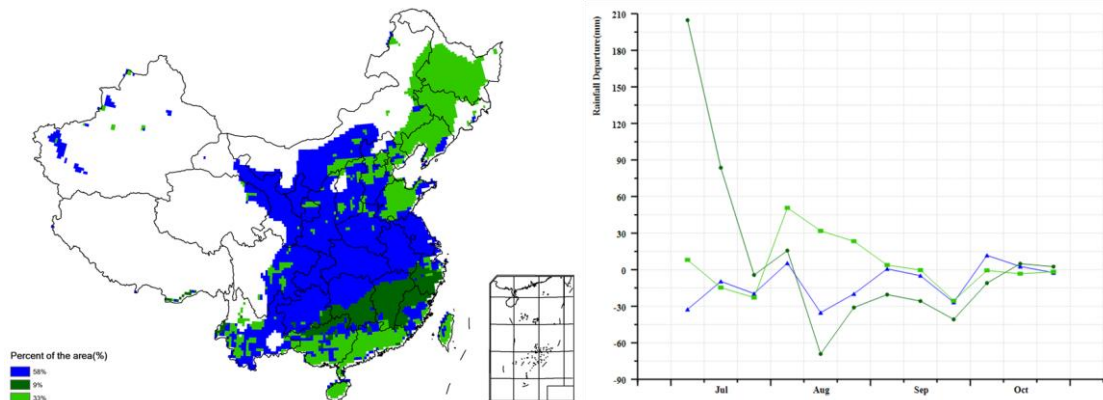 Percent of the area(%)
58%
9%
33%
Rainfall Departure(mm)
210
180
150
120
90
60
30
0
-30
-60
-90
Jul
Aug
Sep
Oct